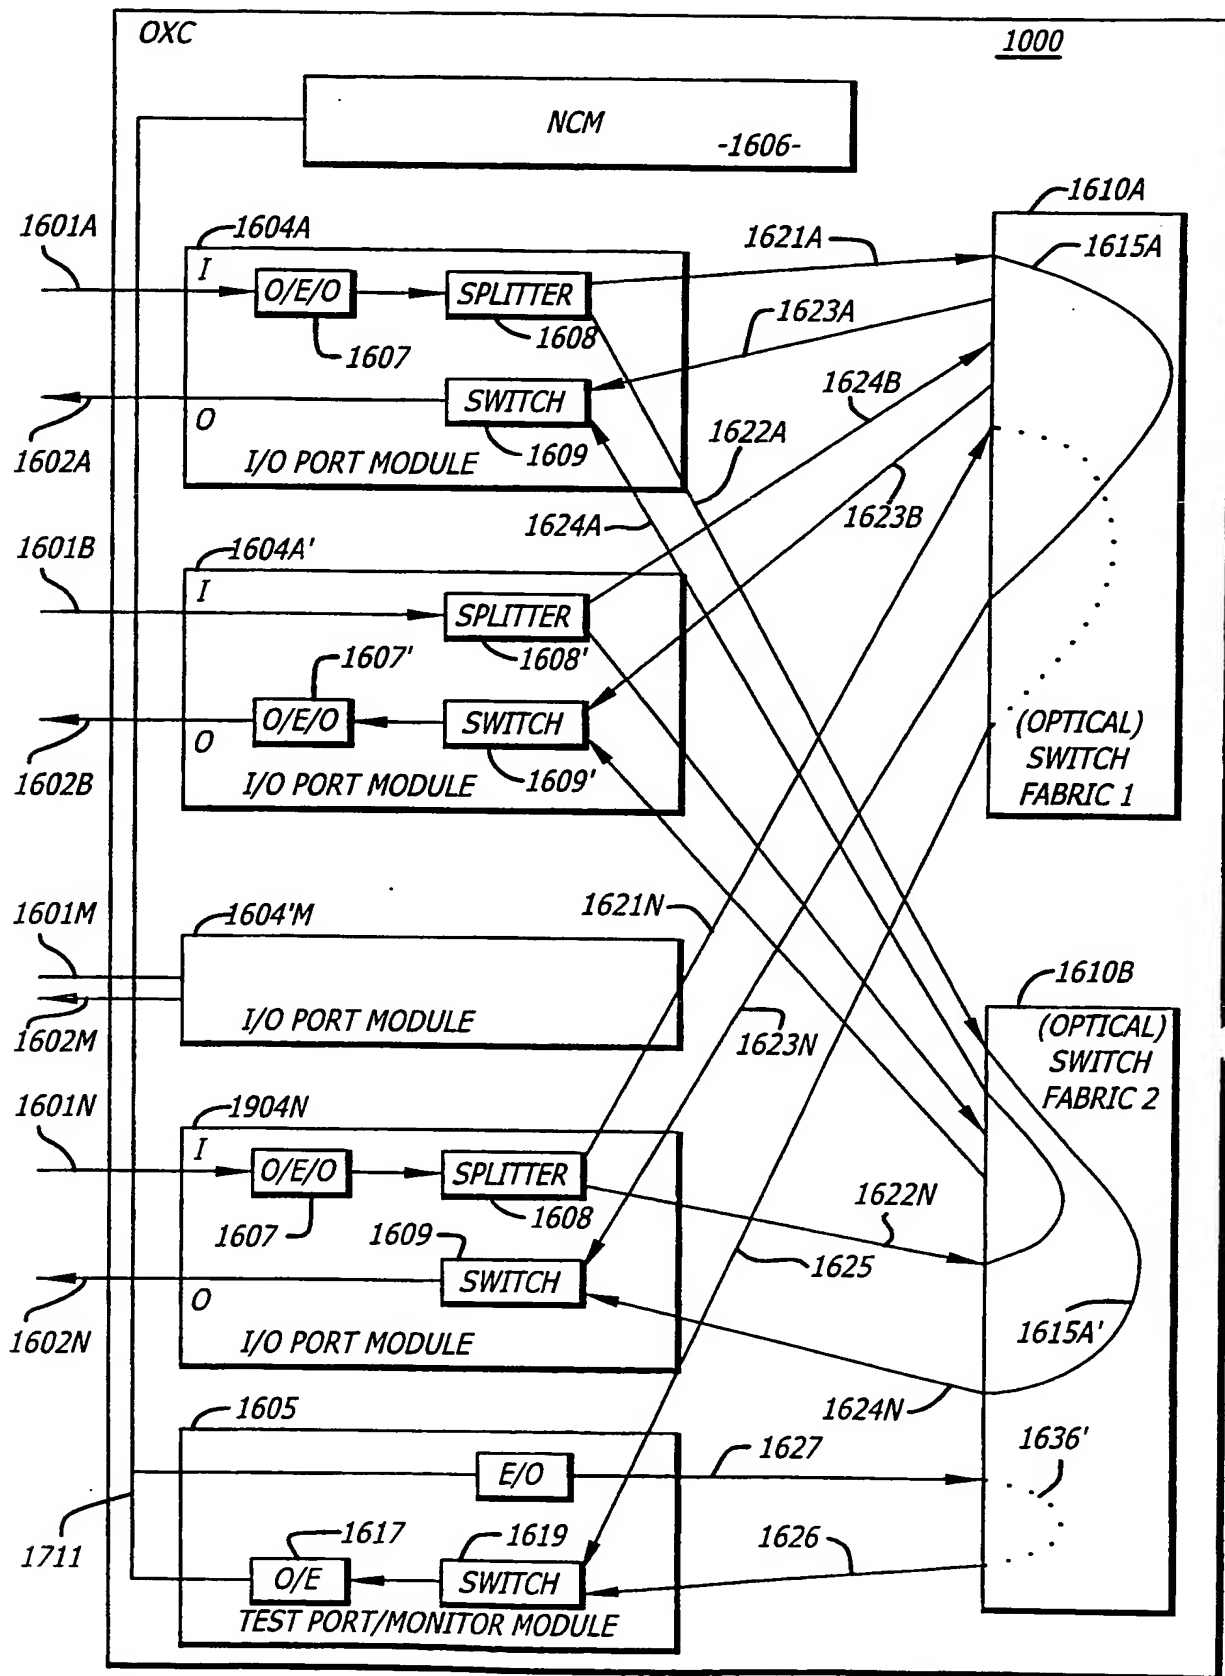 OXC
1000
NCM
-1606-
1610A
1601A
1604A
1621A
1615A
I
O/E/O
SPLITTER
1623A
1608
1607
1624B
SWITCH
O
1622A
1602A
1609
I/O PORT MODULE
1623B
1624A
1601B
1604A'
I
SPLITTER
1607'
1608'
O/E/O
SWITCH
O
(OPTICAL)
SWITCH
FABRIC 1
1609'
1602B
I/O PORT MODULE
1601M
1604'M
1621N
1610B
I/O PORT MODULE
1602M
1623N
(OPTICAL)
SWITCH
FABRIC 2
1601N
1904N
I
O/E/O
SPLITTER
1622N
1607
1609
1608
1625
SWITCH
O
1602N
I/O PORT MODULE
1615A'
1605
1624N
1627
1636'
E/O
1711
1617
1619
1626
O/E
SWITCH
TEST PORT/MONITOR MODULE